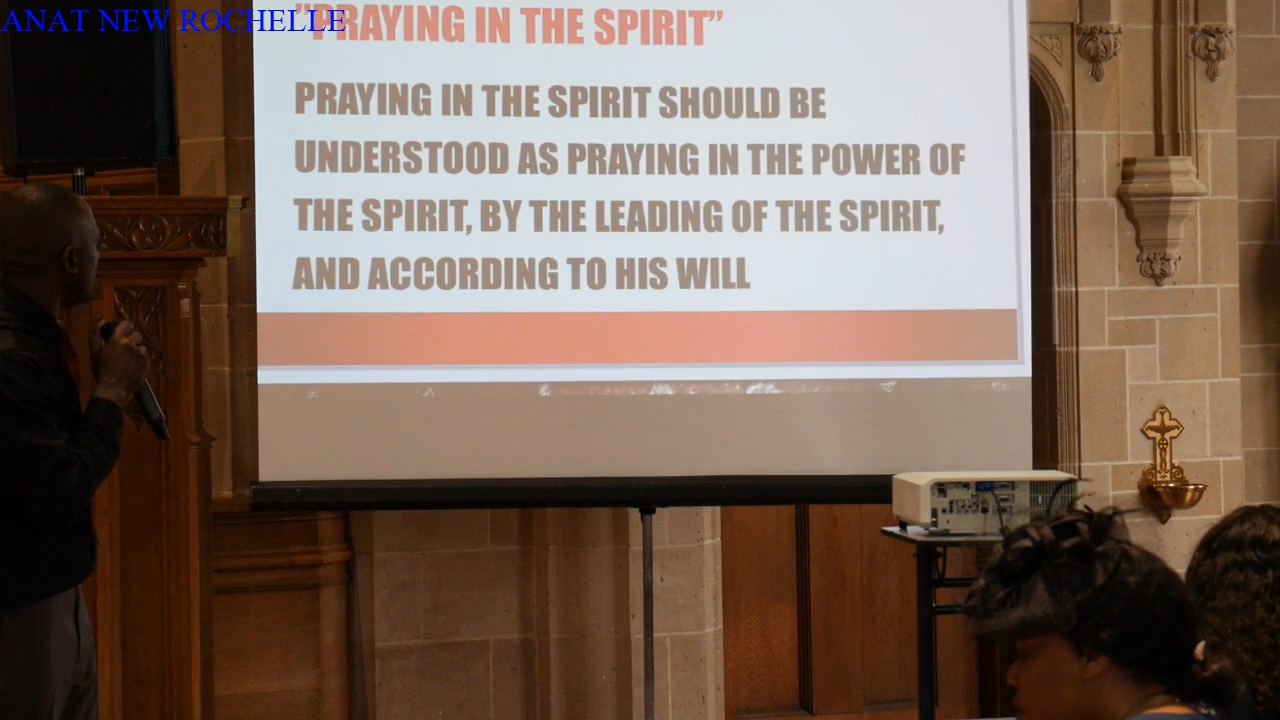 ANAT NEW ROCHELLE
"PRAYING IN THE SPIRIT"
PRAYING IN THE SPIRIT SHOULD BE
UNDERSTOOD AS PRAYING IN THE POWER OF
THE SPIRIT, BY THE LEADING OF THE SPIRIT,
AND ACCORDING TO HIS WILL